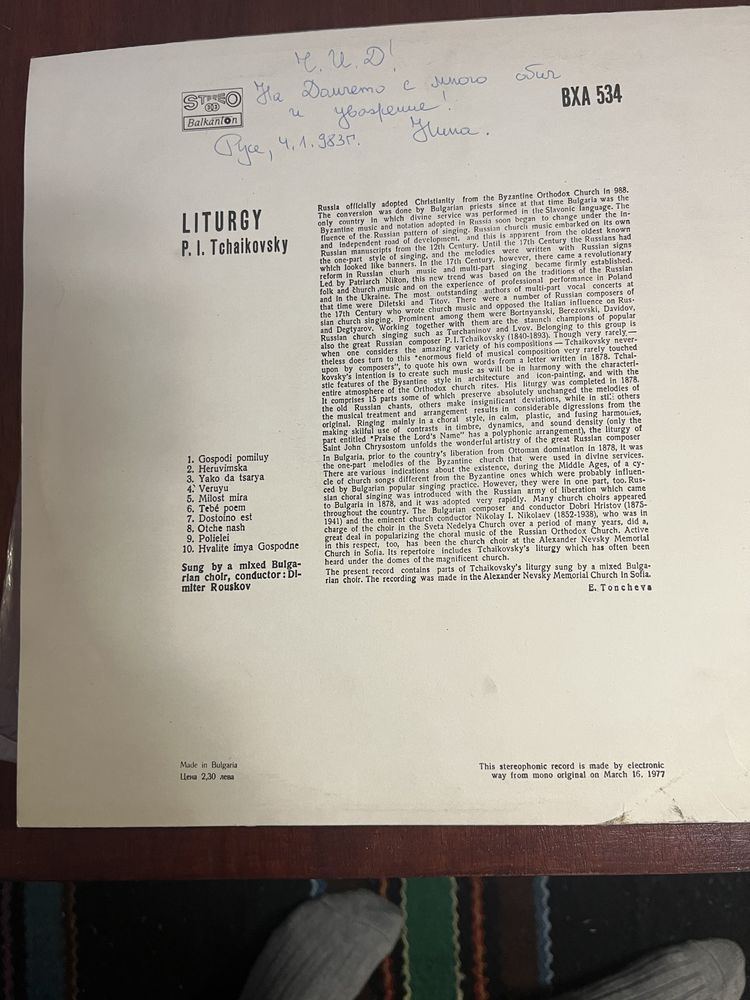 Ч. И. Д!
На Данчето с много обич
и уважение!
Русе, 4.1.983г. Нина.
STEREO
33
Balkanton
BXA 534
LITURGY
P. I. Tchaikovsky
Russia officially adopted Christianity from the Byzantine Orthodox Church in 988.
The conversion was done by Bulgarian priests since at that time Bulgaria was the
only country in which divine service was performed in the Slavonic language. The
Byzantine music and notation adopted in Russia soon began to change under the in-
fluence of the Russian pattern of singing. Russian church music embarked on its own
and independent road of development, and this is apparent from the oldest known
Russian manuscripts from the 12th Century. Until the 17th Century the Russians had
the one-part style of singing, and the melodies were written with Russian signs
which looked like banners. In the 17th Century, however, there came a revolutionary
reform in Russian church music and multi-part singing became firmly established.
Led by Patriarch Nikon, this new trend was based on the traditions of the Russian
folk and church music and on the experience of professional performance in Poland
and in the Ukraine. The most outstanding authors of multi-part vocal concerts at
that time were Diletski and Titov. There were a number of Russian composers of
the 17th Century who wrote church music and opposed the Italian influence on Rus-
sian church singing. Prominent among them were Bortnyanski, Berezovski, Davidov,
and Degtyarov. Working together with them are the staunch champions of popular
Russian church singing such as Turchaninov and Lvov. Belonging to this group is
also the great Russian composer P. I. Tchaikovsky (1840-1893). Though very rarely, —
when one considers the amazing variety of his compositions — Tchaikovsky never-
theless does turn to this "enormous field of musical composition very rarely touched
upon by composers", to quote his own words from a letter written in 1878. Tchai-
kovsky's intention is to create such music as will be in harmony with the characteri-
stic features of the Byzantine style in architecture and icon-painting, and with the
entire atmosphere of the Orthodox church rites. His liturgy was completed in 1878.
It comprises 15 parts some of which preserve absolutely unchanged the melodies of
the old Russian chants, others make insignificant deviations, while in still others
the musical treatment and arrangement results in considerable digressions from the
original. Ringing mainly in a choral style, in calm, plastic, and fusing harmonies,
making skilful use of contrasts in timbre, dynamics, and sound density (only the
part entitled "Praise the Lord's Name" has a polyphonic arrangement), the liturgy of
Saint John Chrysostom unfolds the wonderful artistry of the great Russian composer
In Bulgaria, prior to the country's liberation from Ottoman domination in 1878, it was
the one-part melodies of the Byzantine church that were used in divine services.
There are various indications about the existence, during the Middle Ages, of a cy-
cle of church songs different from the Byzantine ones which were probably influen-
ced by Bulgarian popular singing practice. However, they were in one part, too. Rus-
sian choral singing was introduced with the Russian army of liberation which came
to Bulgaria in 1878, and it was adopted very rapidly. Many church choirs appeared
throughout the country. The Bulgarian composer and conductor Dobri Hristov (1875-
1941) and the eminent church conductor Nikolay I. Nikolaev (1852-1938), who was in
charge of the choir in the Sveta Nedelya Church over a period of many years, did a
great deal in popularizing the choral music of the Russian Orthodox Church. Active
in this respect, too, has been the church choir at the Alexander Nevsky Memorial
Church in Sofia. Its repertoire includes Tchaikovsky's liturgy which has often been
heard under the domes of the magnificent church.
The present record contains parts of Tchaikovsky's liturgy sung by a mixed Bulga-
rian choir. The recording was made in the Alexander Nevsky Memorial Church in Sofia.
E. Toncheva
1. Gospodi pomiluy
2. Heruvimska
3. Yako da tsarya
4. Veruyu
5. Milost mira
6. Tebé poem
7. Dostoino est
8. Otche nash
9. Polielei
10. Hvalite imya Gospodne
Sung by a mixed Bulga-
rian choir, conductor: Di-
miter Rouskov
Made in Bulgaria
Цена 2,30 лева
This stereophonic record is made by electronic
way from mono original on March 16, 1977